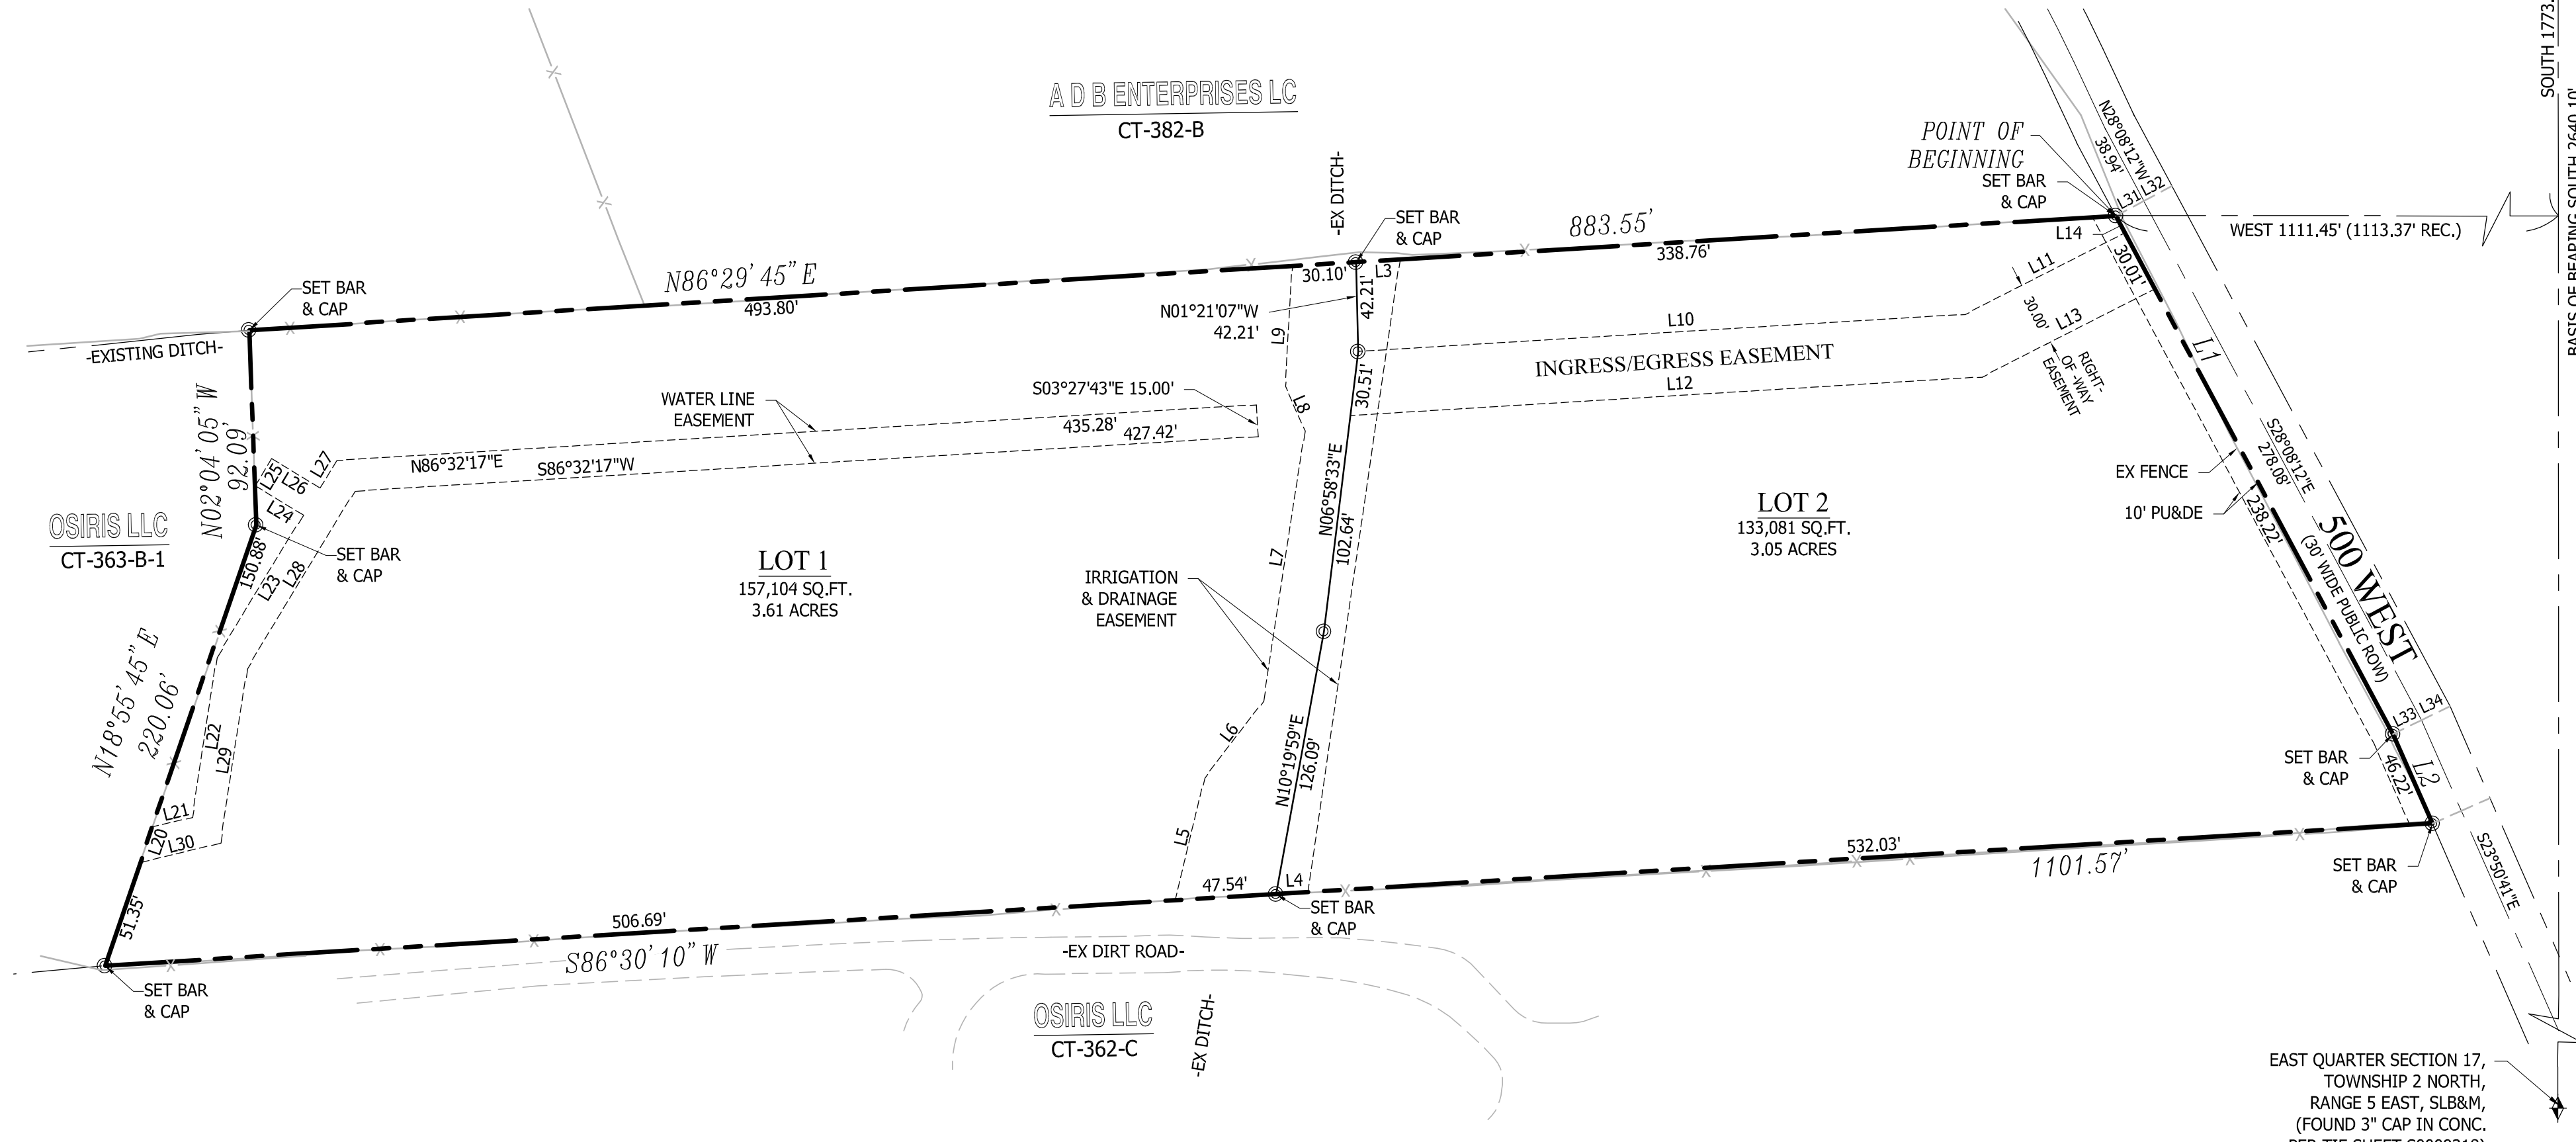 SOUTH 1773.
BASIS OF BEARING SOUTH 2640.10'
A D B ENTERPRISES LC
CT-382-B
-EX DITCH-
POINT OF
BEGINNING
SET BAR
& CAP
N28°08'12"W
38.94'
L31
L32
WEST 1111.45' (1113.37' REC.)
SET BAR
& CAP
883.55'
338.76'
L14
30.01'
N86°29'45"E
493.80'
30.10'
L3
SET BAR
& CAP
-EXISTING DITCH-
N01°21'07"W
42.21'
42.21'
L9
L10
L11
INGRESS/EGRESS EASEMENT
L12
L13
30.00'
RIGHT-
OF -WAY
EASEMENT
L1
N02°04'05"W
92.09'
WATER LINE
EASEMENT
S03°27'43"E 15.00'
L8
30.51'
435.28'
427.42'
N86°32'17"E
S86°32'17"W
L25
L26
L27
L24
S28°08'12"E
278.08'
EX FENCE
10' PU&DE
238.22'
500 WEST
(30' WIDE PUBLIC ROW)
OSIRIS LLC
CT-363-B-1
SET BAR
& CAP
150.88'
L23
L28
LOT 1
157,104 SQ.FT.
3.61 ACRES
L7
N06°58'33"E
102.64'
LOT 2
133,081 SQ.FT.
3.05 ACRES
IRRIGATION
& DRAINAGE
EASEMENT
N18°55'45"E
220.06'
L22
L29
L6
N10°19'59"E
126.09'
L33
L34
SET BAR
& CAP
46.22'
L2
L21
L20
L30
L5
51.35'
506.69'
47.54'
L4
532.03'
1101.57'
S23°50'41"E
SET BAR
& CAP
SET BAR
& CAP
S86°30'10"W
-EX DIRT ROAD-
SET BAR
& CAP
OSIRIS LLC
CT-362-C
-EX DITCH-
EAST QUARTER SECTION 17,
TOWNSHIP 2 NORTH,
RANGE 5 EAST, SLB&M,
(FOUND 3" CAP IN CONC.